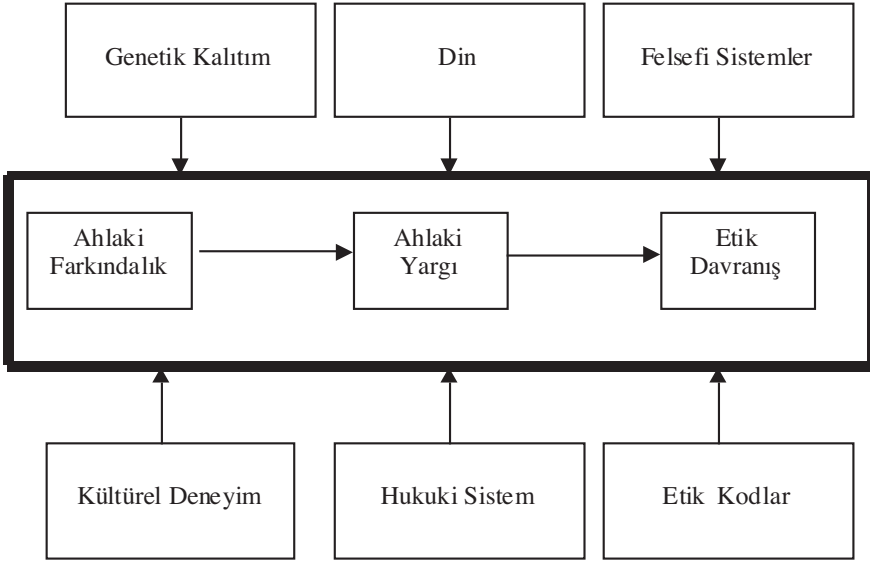 Genetik Kalıtım
Din
Felsefi Sistemler
Ahlaki
Farkındalık
Ahlaki
Yargı
Etik
Davranış
Kültürel Deneyim
Hukuki Sistem
Etik Kodlar